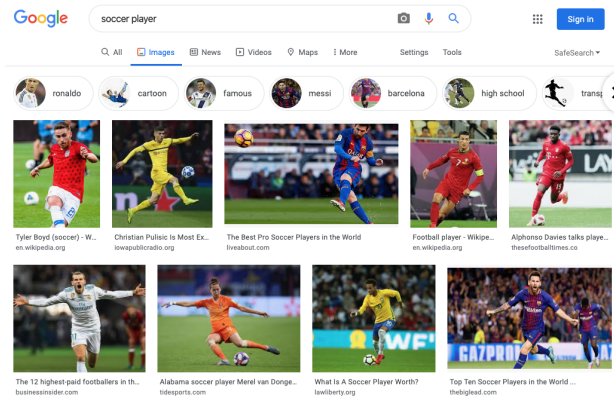 Google
soccer player
Sign in
All Images News Videos Maps More Settings Tools SafeSearch
ronaldo cartoon famous messi barcelona high school transp
Tyler Boyd (soccer) - W... Christian Pulisic Is Most Ex... The Best Pro Soccer Players in the World Football player - Wikipe... Alphonso Davies talks playe...
en.wikipedia.org iowapublicradio.org liveabout.com en.wikipedia.org thesefootballtimes.co
The 12 highest-paid footballers in th... Alabama soccer player Merel van Donge... What Is A Soccer Player Worth? Top Ten Soccer Players in the World ...
businessinsider.com tidesports.com lawliberty.org thebiglead.com